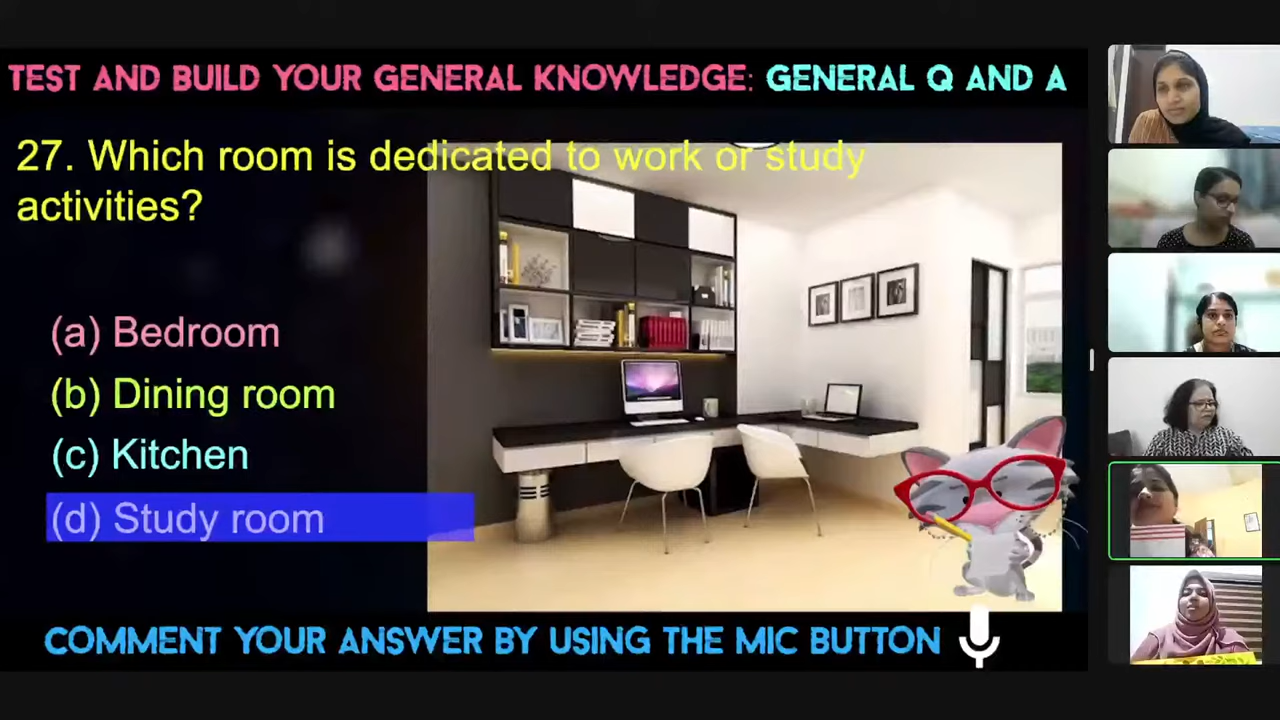 TEST AND BUILD YOUR GENERAL KNOWLEDGE: GENERAL Q AND A
27. Which room is dedicated to work or study
activities?
(a) Bedroom
(b) Dining room
(c) Kitchen
(d) Study room
COMMENT YOUR ANSWER BY USING THE MIC BUTTON